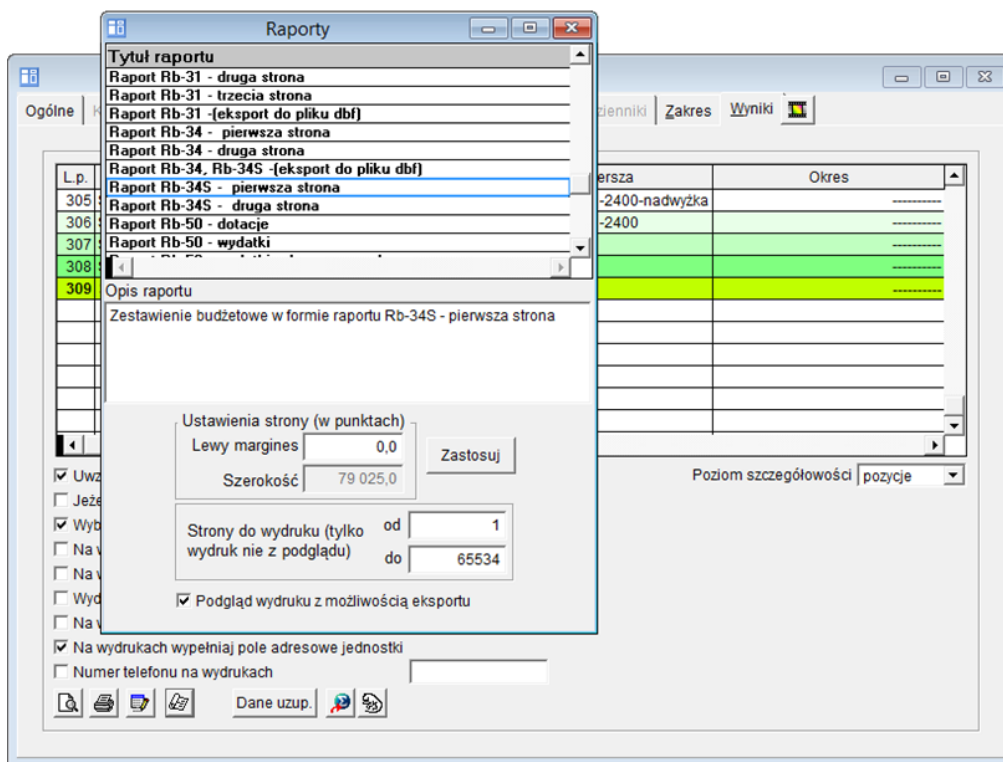 Raporty
Tytuł raportu
Raport Rb-31 - druga strona
Raport Rb-31 - trzecia strona
Raport Rb-31 -(eksport do pliku dbf)
Raport Rb-34 - pierwsza strona
Raport Rb-34 - druga strona
Raport Rb-34, Rb-34S -(eksport do pliku dbf)
Raport Rb-34S - pierwsza strona
Raport Rb-34S - druga strona
Raport Rb-50 - dotacje
Raport Rb-50 - wydatki
Opis raportu
Zestawienie budżetowe w formie raportu Rb-34S - pierwsza strona
Ustawienia strony (w punktach)
Lewy margines 0,0
Szerokość 79 025,0
Zastosuj
Strony do wydruku (tylko
wydruk nie z podglądu)
od 1
do 65534
Podgląd wydruku z możliwością eksportu
Ogólne Zakres Wyniki
L.p. Okres
305 -2400-nadwyżka ----------
306 -2400 ----------
307 ----------
308 ----------
309 ----------
Poziom szczegółowości pozycje
Na wydrukach wypełniaj pole adresowe jednostki
Numer telefonu na wydrukach
Dane uzup.